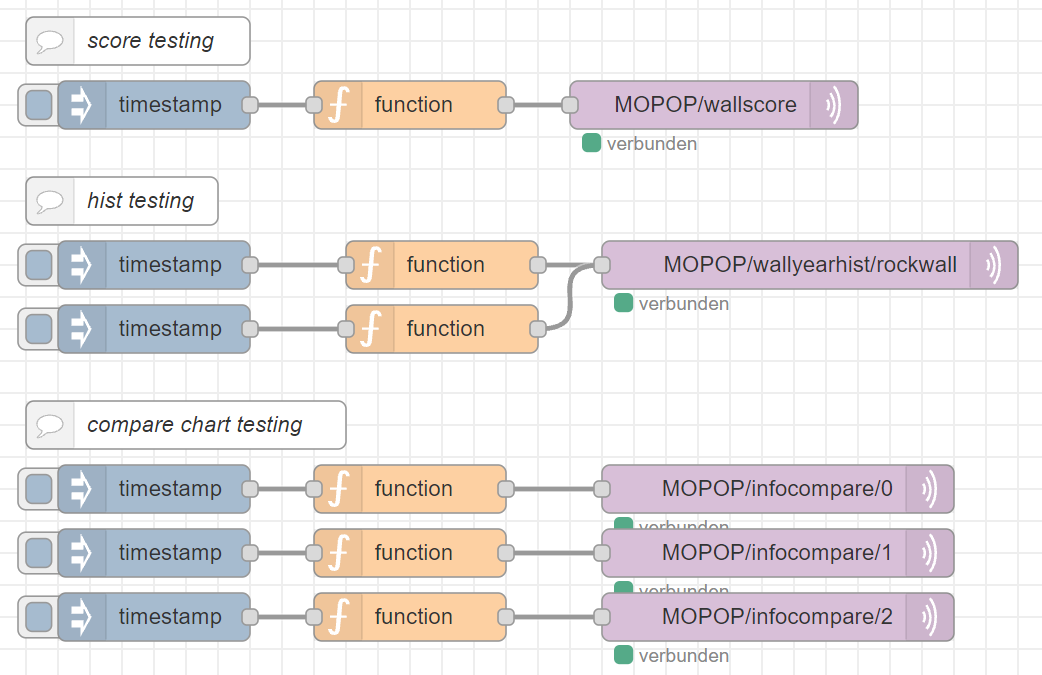 score testing
timestamp function MOPOP/wallscore
verbunden
hist testing
timestamp function MOPOP/wallyearhist/rockwall
verbunden
timestamp function
compare chart testing
timestamp function MOPOP/infocompare/0
verbunden
timestamp function MOPOP/infocompare/1
verbunden
timestamp function MOPOP/infocompare/2
verbunden